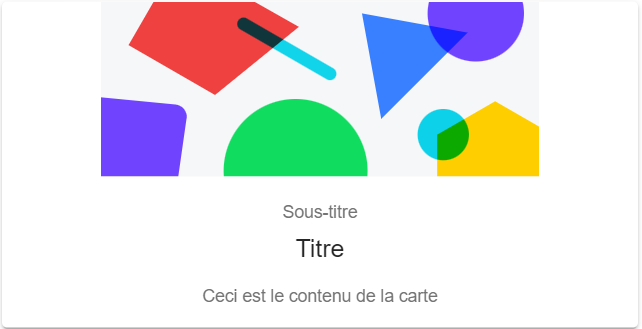 Sous-titre
Titre
Ceci est le contenu de la carte